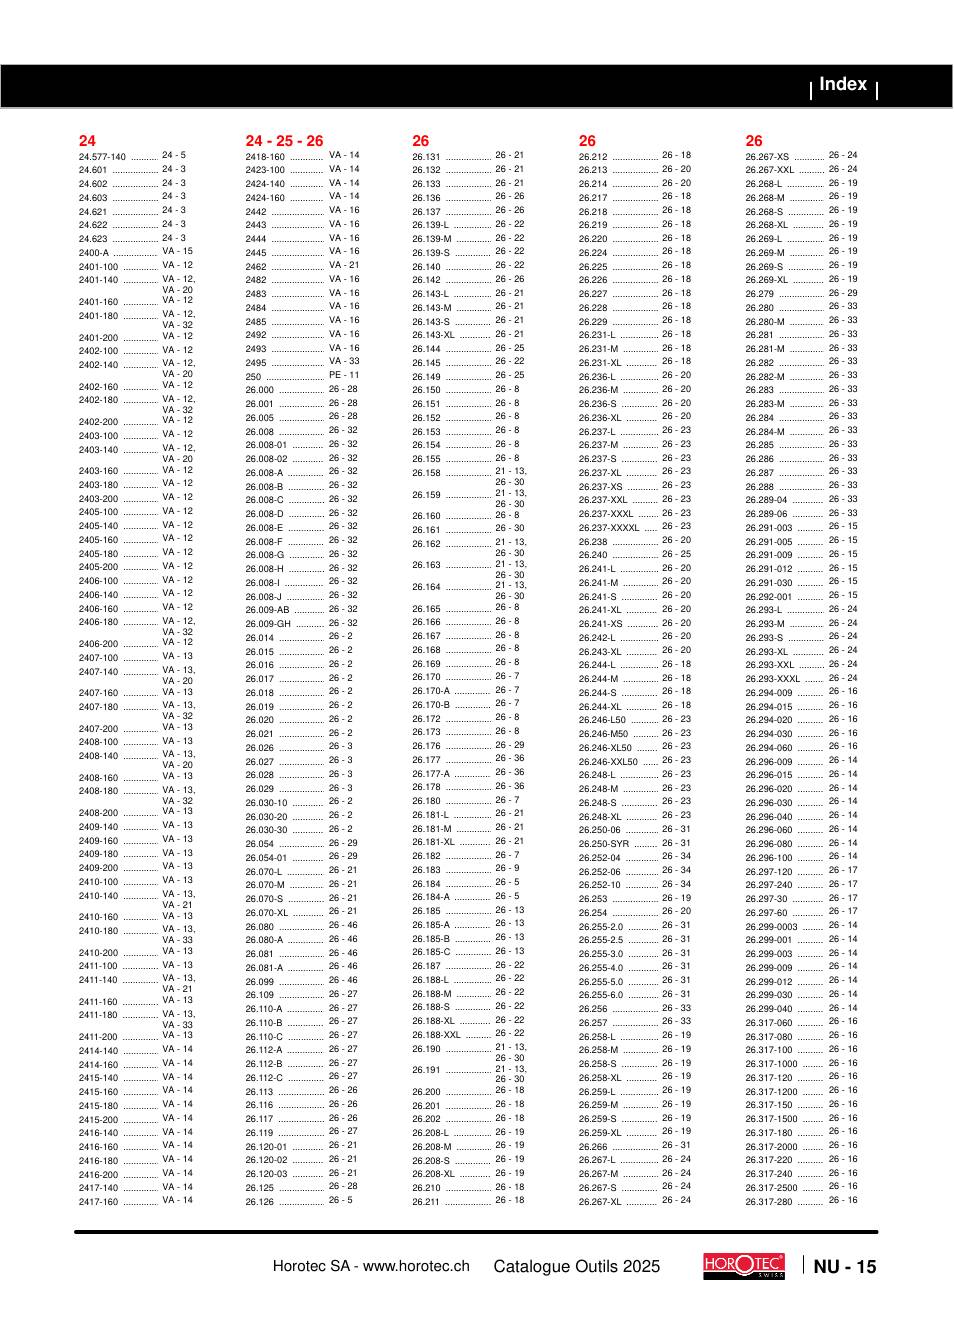 Index
24
24.577-140 ........... 24 - 5
24.601 ........... 24 - 3
24.602 ........... 24 - 3
24.603 ........... 24 - 3
24.621 ........... 24 - 3
24.622 ........... 24 - 3
24.623 ........... 24 - 3
2400-A ........... VA - 15
2401-100 ........... VA - 12
2401-140 ........... VA - 12,
VA - 20
2401-160 ........... VA - 12
2401-180 ........... VA - 12,
VA - 32
2401-200 ........... VA - 12
2402-100 ........... VA - 12
2402-140 ........... VA - 12,
VA - 20
2402-160 ........... VA - 12
2402-180 ........... VA - 12,
VA - 32
2402-200 ........... VA - 12
2403-100 ........... VA - 12
2403-140 ........... VA - 12,
VA - 20
2403-160 ........... VA - 12
2403-180 ........... VA - 12
2403-200 ........... VA - 12
2405-100 ........... VA - 12
2405-140 ........... VA - 12
2405-160 ........... VA - 12
2405-180 ........... VA - 12
2405-200 ........... VA - 12
2406-100 ........... VA - 12
2406-140 ........... VA - 12
2406-160 ........... VA - 12
2406-180 ........... VA - 12,
VA - 32
2406-200 ........... VA - 12
2407-100 ........... VA - 13
2407-140 ........... VA - 13,
VA - 20
2407-160 ........... VA - 13
2407-180 ........... VA - 13,
VA - 32
2407-200 ........... VA - 13
2408-100 ........... VA - 13
2408-140 ........... VA - 13,
VA - 20
2408-160 ........... VA - 13
2408-180 ........... VA - 13,
VA - 32
2408-200 ........... VA - 13
2409-140 ........... VA - 13
2409-160 ........... VA - 13
2409-180 ........... VA - 13
2409-200 ........... VA - 13
2410-100 ........... VA - 13
2410-140 ........... VA - 13,
VA - 21
2410-160 ........... VA - 13
2410-180 ........... VA - 13,
VA - 33
2410-200 ........... VA - 13
2411-100 ........... VA - 13
2411-140 ........... VA - 13,
VA - 21
2411-160 ........... VA - 13
2411-180 ........... VA - 13,
VA - 33
2411-200 ........... VA - 13
2414-140 ........... VA - 14
2414-160 ........... VA - 14
2415-140 ........... VA - 14
2415-160 ........... VA - 14
2415-180 ........... VA - 14
2415-200 ........... VA - 14
2416-140 ........... VA - 14
2416-160 ........... VA - 14
2416-180 ........... VA - 14
2416-200 ........... VA - 14
2417-140 ........... VA - 14
2417-160 ........... VA - 14
24 - 25 - 26
2418-160 ........... VA - 14
2423-100 ........... VA - 14
2424-140 ........... VA - 14
2424-160 ........... VA - 14
2442 ........... VA - 16
2443 ........... VA - 16
2444 ........... VA - 16
2445 ........... VA - 16
2462 ........... VA - 21
2482 ........... VA - 16
2483 ........... VA - 16
2484 ........... VA - 16
2485 ........... VA - 16
2492 ........... VA - 16
2493 ........... VA - 16
2495 ........... VA - 33
250 ........... PE - 11
26.000 ........... 26 - 28
26.001 ........... 26 - 28
26.005 ........... 26 - 28
26.008 ........... 26 - 32
26.008-01 ........... 26 - 32
26.008-02 ........... 26 - 32
26.008-A ........... 26 - 32
26.008-B ........... 26 - 32
26.008-C ........... 26 - 32
26.008-D ........... 26 - 32
26.008-E ........... 26 - 32
26.008-F ........... 26 - 32
26.008-G ........... 26 - 32
26.008-H ........... 26 - 32
26.008-I ........... 26 - 32
26.008-J ........... 26 - 32
26.009-AB ........... 26 - 32
26.009-GH ........... 26 - 32
26.014 ........... 26 - 2
26.015 ........... 26 - 2
26.016 ........... 26 - 2
26.017 ........... 26 - 2
26.018 ........... 26 - 2
26.019 ........... 26 - 2
26.020 ........... 26 - 2
26.021 ........... 26 - 2
26.026 ........... 26 - 3
26.027 ........... 26 - 3
26.028 ........... 26 - 3
26.029 ........... 26 - 3
26.030-10 ........... 26 - 2
26.030-20 ........... 26 - 2
26.030-30 ........... 26 - 2
26.054 ........... 26 - 29
26.054-01 ........... 26 - 29
26.070-L ........... 26 - 21
26.070-M ........... 26 - 21
26.070-S ........... 26 - 21
26.070-XL ........... 26 - 21
26.080 ........... 26 - 46
26.080-A ........... 26 - 46
26.081 ........... 26 - 46
26.081-A ........... 26 - 46
26.099 ........... 26 - 46
26.109 ........... 26 - 27
26.110-A ........... 26 - 27
26.110-B ........... 26 - 27
26.110-C ........... 26 - 27
26.112-A ........... 26 - 27
26.112-B ........... 26 - 27
26.112-C ........... 26 - 27
26.113 ........... 26 - 26
26.116 ........... 26 - 26
26.117 ........... 26 - 26
26.119 ........... 26 - 27
26.120-01 ........... 26 - 21
26.120-02 ........... 26 - 21
26.120-03 ........... 26 - 21
26.125 ........... 26 - 28
26.126 ........... 26 - 5
26
26.131 ........... 26 - 21
26.132 ........... 26 - 21
26.133 ........... 26 - 21
26.136 ........... 26 - 26
26.137 ........... 26 - 26
26.139-L ........... 26 - 22
26.139-M ........... 26 - 22
26.139-S ........... 26 - 22
26.140 ........... 26 - 22
26.142 ........... 26 - 26
26.143-L ........... 26 - 21
26.143-M ........... 26 - 21
26.143-S ........... 26 - 21
26.143-XL ........... 26 - 21
26.144 ........... 26 - 25
26.145 ........... 26 - 22
26.149 ........... 26 - 25
26.150 ........... 26 - 8
26.151 ........... 26 - 8
26.152 ........... 26 - 8
26.153 ........... 26 - 8
26.154 ........... 26 - 8
26.155 ........... 26 - 8
26.158 ........... 21 - 13,
26 - 30
26.159 ........... 21 - 13,
26 - 30
26.160 ........... 26 - 8
26.161 ........... 26 - 30
26.162 ........... 21 - 13,
26 - 30
26.163 ........... 21 - 13,
26 - 30
26.164 ........... 21 - 13,
26 - 30
26.165 ........... 26 - 8
26.166 ........... 26 - 8
26.167 ........... 26 - 8
26.168 ........... 26 - 8
26.169 ........... 26 - 8
26.170 ........... 26 - 7
26.170-A ........... 26 - 7
26.170-B ........... 26 - 7
26.172 ........... 26 - 8
26.173 ........... 26 - 8
26.176 ........... 26 - 29
26.177 ........... 26 - 36
26.177-A ........... 26 - 36
26.178 ........... 26 - 36
26.180 ........... 26 - 7
26.181-L ........... 26 - 21
26.181-M ........... 26 - 21
26.181-XL ........... 26 - 21
26.182 ........... 26 - 7
26.183 ........... 26 - 9
26.184 ........... 26 - 5
26.184-A ........... 26 - 5
26.185 ........... 26 - 13
26.185-A ........... 26 - 13
26.185-B ........... 26 - 13
26.185-C ........... 26 - 13
26.187 ........... 26 - 22
26.188-L ........... 26 - 22
26.188-M ........... 26 - 22
26.188-S ........... 26 - 22
26.188-XL ........... 26 - 22
26.188-XXL ........... 26 - 22
26.190 ........... 21 - 13,
26 - 30
26.191 ........... 21 - 13,
26 - 30
26.200 ........... 26 - 18
26.201 ........... 26 - 18
26.202 ........... 26 - 18
26.208-L ........... 26 - 19
26.208-M ........... 26 - 19
26.208-S ........... 26 - 19
26.208-XL ........... 26 - 19
26.210 ........... 26 - 18
26.211 ........... 26 - 18
26
26.212 ........... 26 - 18
26.213 ........... 26 - 20
26.214 ........... 26 - 20
26.217 ........... 26 - 18
26.218 ........... 26 - 18
26.219 ........... 26 - 18
26.220 ........... 26 - 18
26.224 ........... 26 - 18
26.225 ........... 26 - 18
26.226 ........... 26 - 18
26.227 ........... 26 - 18
26.228 ........... 26 - 18
26.229 ........... 26 - 18
26.231-L ........... 26 - 18
26.231-M ........... 26 - 18
26.231-XL ........... 26 - 18
26.236-L ........... 26 - 20
26.236-M ........... 26 - 20
26.236-S ........... 26 - 20
26.236-XL ........... 26 - 20
26.237-L ........... 26 - 23
26.237-M ........... 26 - 23
26.237-S ........... 26 - 23
26.237-XL ........... 26 - 23
26.237-XS ........... 26 - 23
26.237-XXL ........... 26 - 23
26.237-XXXL ........... 26 - 23
26.237-XXXXL ..... 26 - 23
26.238 ........... 26 - 20
26.240 ........... 26 - 25
26.241-L ........... 26 - 20
26.241-M ........... 26 - 20
26.241-S ........... 26 - 20
26.241-XL ........... 26 - 20
26.241-XS ........... 26 - 20
26.242-L ........... 26 - 20
26.243-XL ........... 26 - 20
26.244-L ........... 26 - 18
26.244-M ........... 26 - 18
26.244-S ........... 26 - 18
26.244-XL ........... 26 - 18
26.246-L50 ........... 26 - 23
26.246-M50 ........... 26 - 23
26.246-XL50 ........... 26 - 23
26.246-XXL50 ...... 26 - 23
26.248-L ........... 26 - 23
26.248-M ........... 26 - 23
26.248-S ........... 26 - 23
26.248-XL ........... 26 - 23
26.250-06 ........... 26 - 31
26.250-SYR ........... 26 - 31
26.252-04 ........... 26 - 34
26.252-06 ........... 26 - 34
26.252-10 ........... 26 - 34
26.253 ........... 26 - 19
26.254 ........... 26 - 20
26.255-2.0 ........... 26 - 31
26.255-2.5 ........... 26 - 31
26.255-3.0 ........... 26 - 31
26.255-4.0 ........... 26 - 31
26.255-5.0 ........... 26 - 31
26.255-6.0 ........... 26 - 31
26.256 ........... 26 - 33
26.257 ........... 26 - 33
26.258-L ........... 26 - 19
26.258-M ........... 26 - 19
26.258-S ........... 26 - 19
26.258-XL ........... 26 - 19
26.259-L ........... 26 - 19
26.259-M ........... 26 - 19
26.259-S ........... 26 - 19
26.259-XL ........... 26 - 19
26.266 ........... 26 - 31
26.267-L ........... 26 - 24
26.267-M ........... 26 - 24
26.267-S ........... 26 - 24
26.267-XL ........... 26 - 24
26
26.267-XS ........... 26 - 24
26.267-XXL ........... 26 - 24
26.268-L ........... 26 - 19
26.268-M ........... 26 - 19
26.268-S ........... 26 - 19
26.268-XL ........... 26 - 19
26.269-L ........... 26 - 19
26.269-M ........... 26 - 19
26.269-S ........... 26 - 19
26.269-XL ........... 26 - 19
26.279 ........... 26 - 29
26.280 ........... 26 - 33
26.280-M ........... 26 - 33
26.281 ........... 26 - 33
26.281-M ........... 26 - 33
26.282 ........... 26 - 33
26.282-M ........... 26 - 33
26.283 ........... 26 - 33
26.283-M ........... 26 - 33
26.284 ........... 26 - 33
26.284-M ........... 26 - 33
26.285 ........... 26 - 33
26.286 ........... 26 - 33
26.287 ........... 26 - 33
26.288 ........... 26 - 33
26.289-04 ........... 26 - 33
26.289-06 ........... 26 - 33
26.291-003 ........... 26 - 15
26.291-005 ........... 26 - 15
26.291-009 ........... 26 - 15
26.291-012 ........... 26 - 15
26.291-030 ........... 26 - 15
26.292-001 ........... 26 - 15
26.293-L ........... 26 - 24
26.293-M ........... 26 - 24
26.293-S ........... 26 - 24
26.293-XL ........... 26 - 24
26.293-XXL ........... 26 - 24
26.293-XXXL ........ 26 - 24
26.294-009 ........... 26 - 16
26.294-015 ........... 26 - 16
26.294-020 ........... 26 - 16
26.294-030 ........... 26 - 16
26.294-060 ........... 26 - 16
26.296-009 ........... 26 - 14
26.296-015 ........... 26 - 14
26.296-020 ........... 26 - 14
26.296-030 ........... 26 - 14
26.296-040 ........... 26 - 14
26.296-060 ........... 26 - 14
26.296-080 ........... 26 - 14
26.296-100 ........... 26 - 14
26.297-120 ........... 26 - 17
26.297-240 ........... 26 - 17
26.297-30 ........... 26 - 17
26.297-60 ........... 26 - 17
26.299-0003 ......... 26 - 14
26.299-001 ........... 26 - 14
26.299-003 ........... 26 - 14
26.299-009 ........... 26 - 14
26.299-012 ........... 26 - 14
26.299-030 ........... 26 - 14
26.299-040 ........... 26 - 14
26.317-060 ........... 26 - 16
26.317-080 ........... 26 - 16
26.317-100 ........... 26 - 16
26.317-1000 ......... 26 - 16
26.317-120 ........... 26 - 16
26.317-1200 ......... 26 - 16
26.317-150 ........... 26 - 16
26.317-1500 ......... 26 - 16
26.317-180 ........... 26 - 16
26.317-2000 ......... 26 - 16
26.317-220 ........... 26 - 16
26.317-240 ........... 26 - 16
26.317-2500 ......... 26 - 16
26.317-280 ........... 26 - 16
Horotec SA - www.horotec.ch Catalogue Outils 2025 HOROTEC SWISS NU - 15